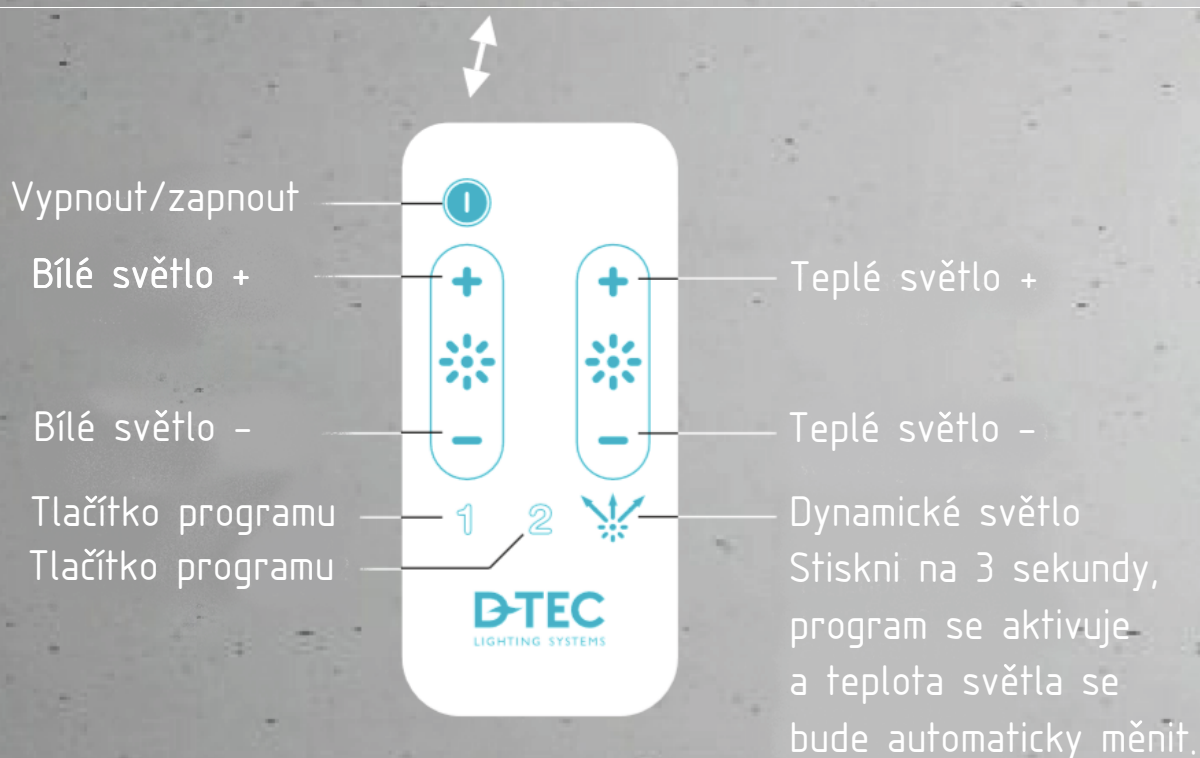 Vypnout/zapnout
Bílé světlo +
Bílé světlo -
Tlačítko programu
Tlačítko programu
1
2
D-TEC
LIGHTING SYSTEMS
Teplé světlo +
Teplé světlo -
Dynamické světlo
Stiskni na 3 sekundy,
program se aktivuje
a teplota světla se
bude automaticky měnit.